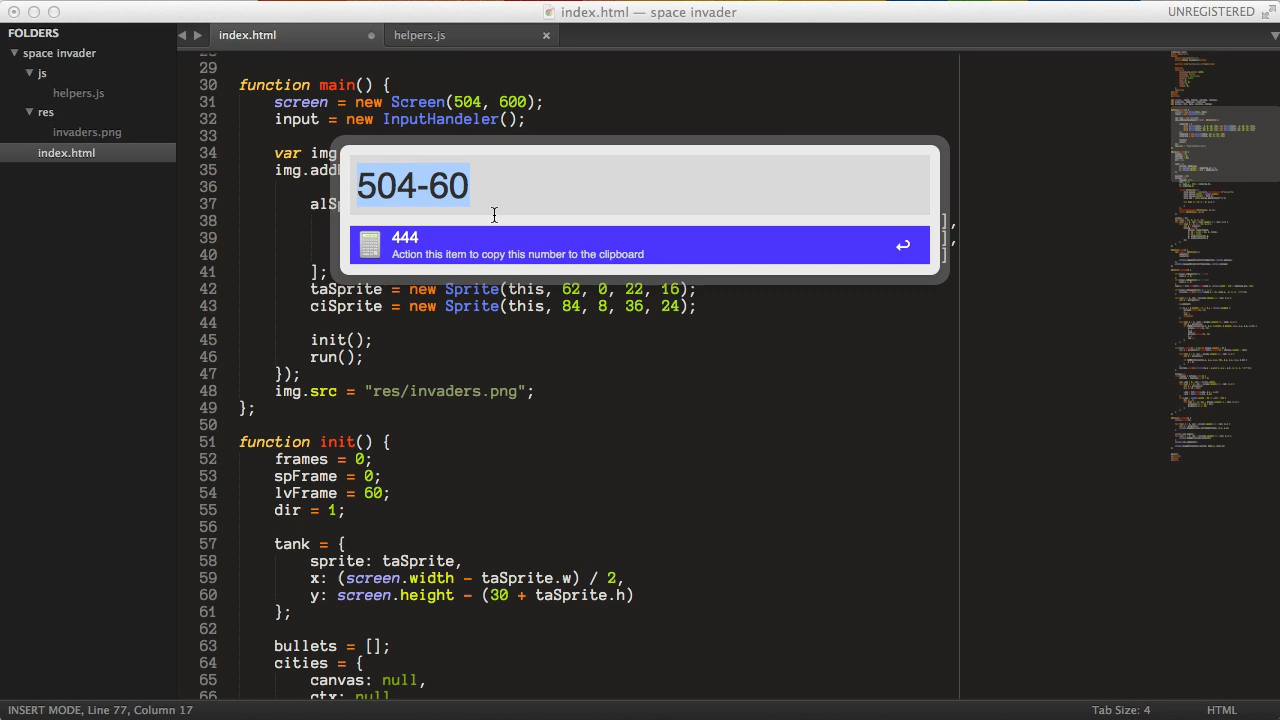 index.html — space invader
UNREGISTERED
FOLDERS
space invader
js
helpers.js
res
invaders.png
index.html
index.html
helpers.js
28
29
30 function main() {
31 screen = new Screen(504, 600);
32 input = new InputHandeler();
33
34 var img
35 img.add
36
37 alSp
38 ],
39 ],
40 ]
41 ];
42 taSprite = new Sprite(this, 62, 0, 22, 16);
43 ciSprite = new Sprite(this, 84, 8, 36, 24);
44
45 init();
46 run();
47 });
48 img.src = "res/invaders.png";
49 };
50
51 function init() {
52 frames = 0;
53 spFrame = 0;
54 lvFrame = 60;
55 dir = 1;
56
57 tank = {
58 sprite: taSprite,
59 x: (screen.width - taSprite.w) / 2,
60 y: screen.height - (30 + taSprite.h)
61 };
62
63 bullets = [];
64 cities = {
65 canvas: null,
66 ctx: null
504-60
444
Action this item to copy this number to the clipboard
INSERT MODE, Line 77, Column 17
Tab Size: 4
HTML